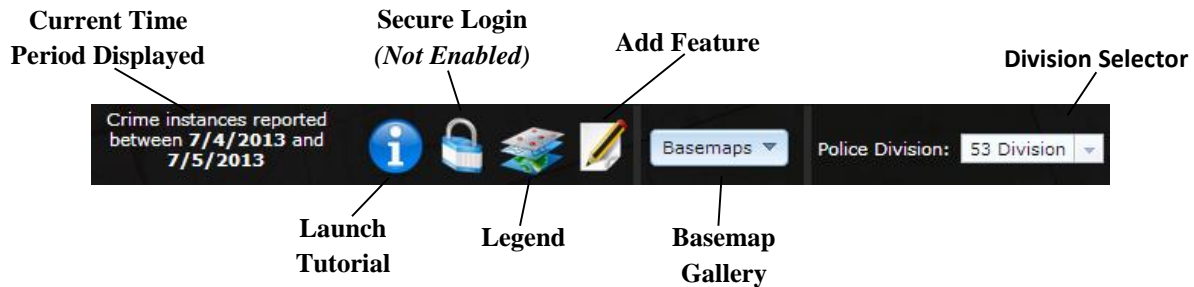 Current Time
Period Displayed
Secure Login
(Not Enabled)
Add Feature
Division Selector
Crime instances reported
between 7/4/2013 and
7/5/2013
Basemaps
Police Division:
53 Division
Launch
Tutorial
Legend
Basemap
Gallery